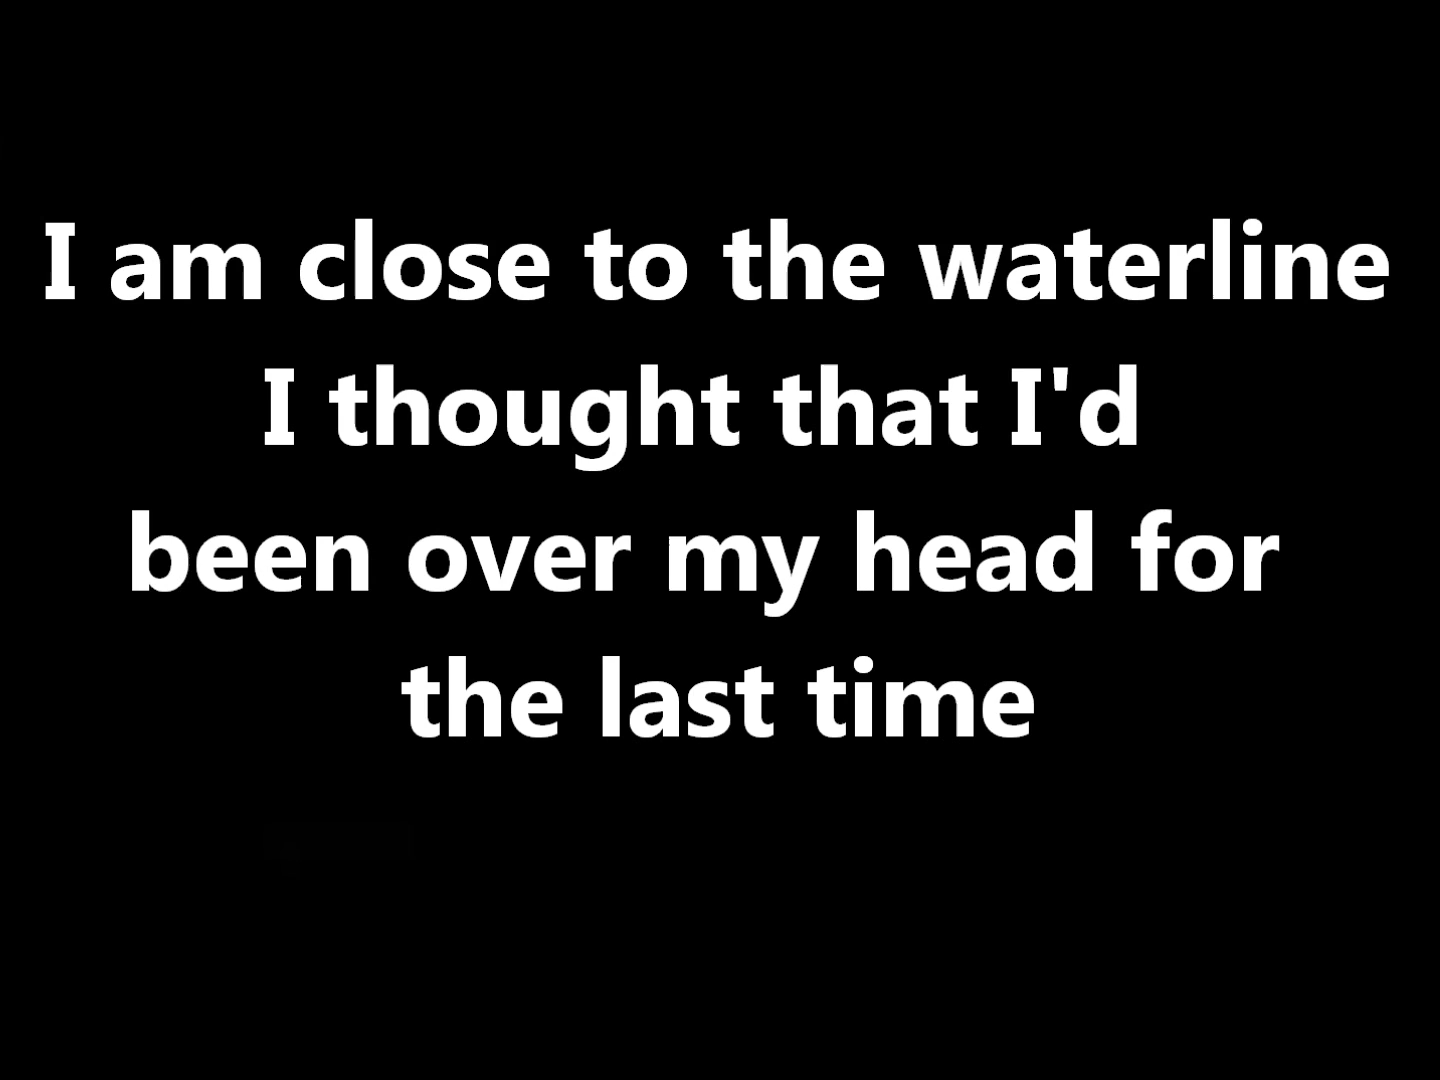 I am close to the waterline
I thought that I'd
been over my head for
the last time